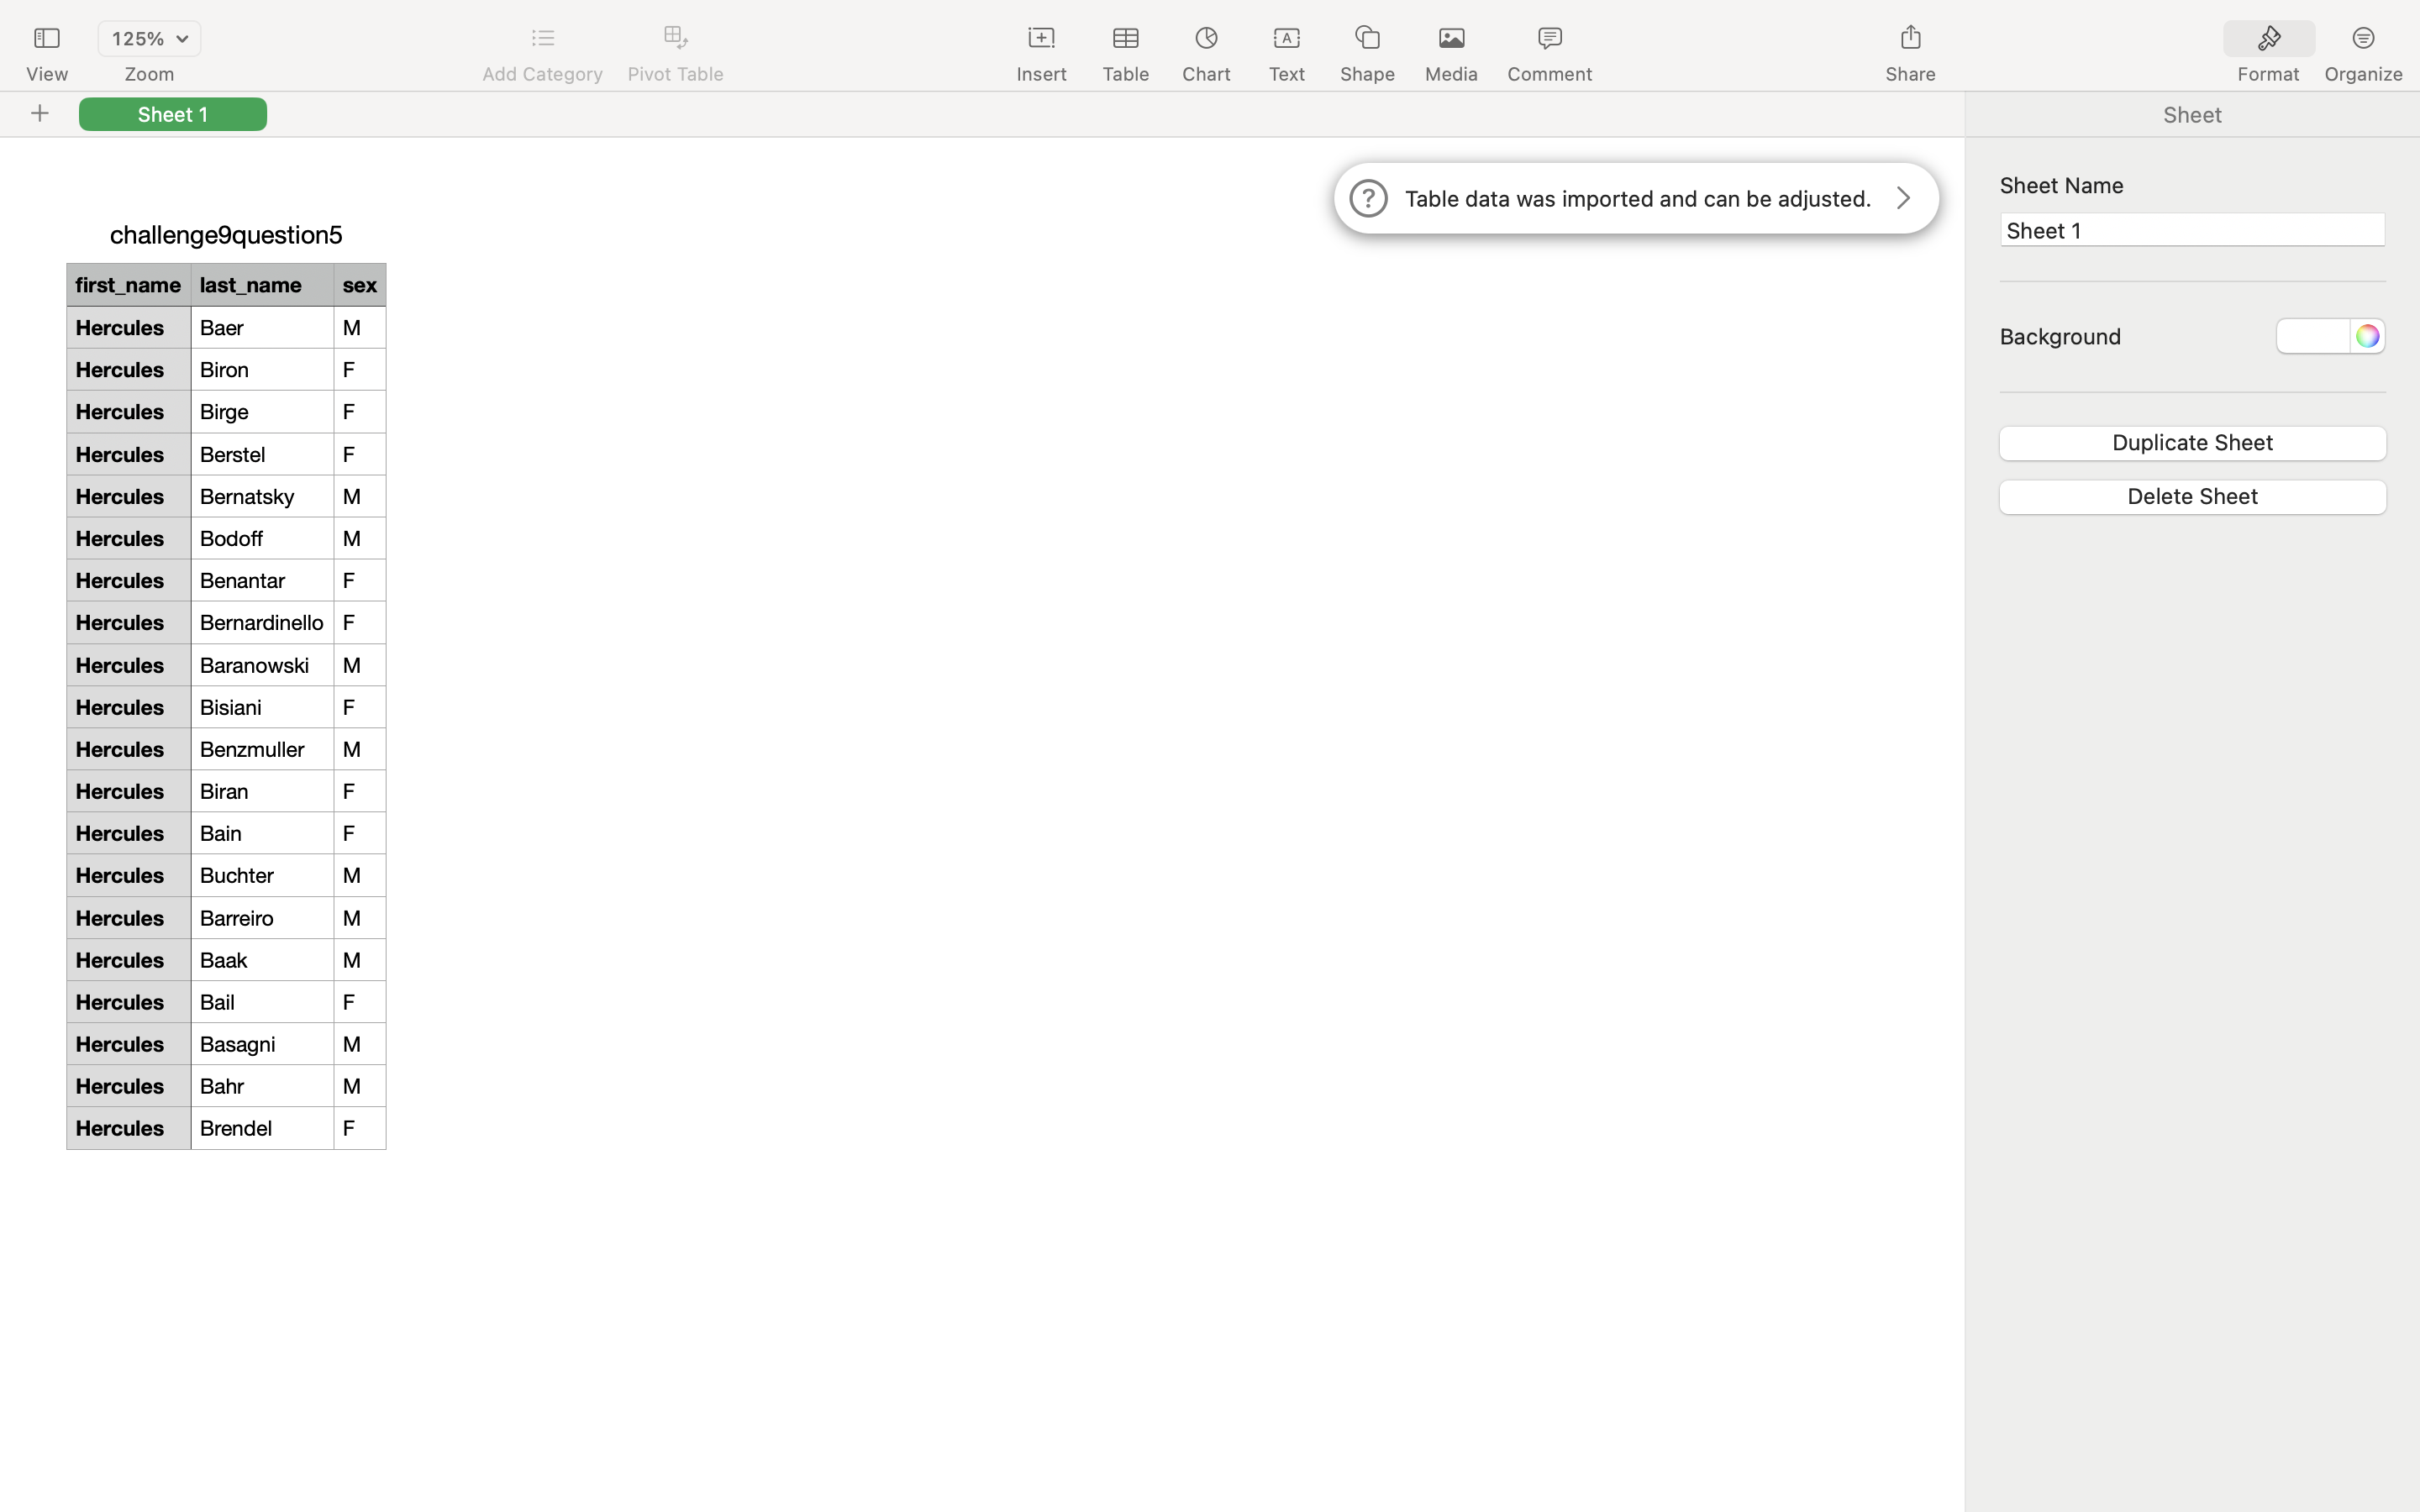 125%
View Zoom Add Category Pivot Table Insert Table Chart Text Shape Media Comment Share Format Organize
Sheet 1
Sheet
Table data was imported and can be adjusted.
Sheet Name
Sheet 1
Background
Duplicate Sheet
Delete Sheet
challenge9question5
first_name last_name sex
Hercules Baer M
Hercules Biron F
Hercules Birge F
Hercules Berstel F
Hercules Bernatsky M
Hercules Bodoff M
Hercules Benantar F
Hercules Bernardinello F
Hercules Baranowski M
Hercules Bisiani F
Hercules Benzmuller M
Hercules Biran F
Hercules Bain F
Hercules Buchter M
Hercules Barreiro M
Hercules Baak M
Hercules Bail F
Hercules Basagni M
Hercules Bahr M
Hercules Brendel F